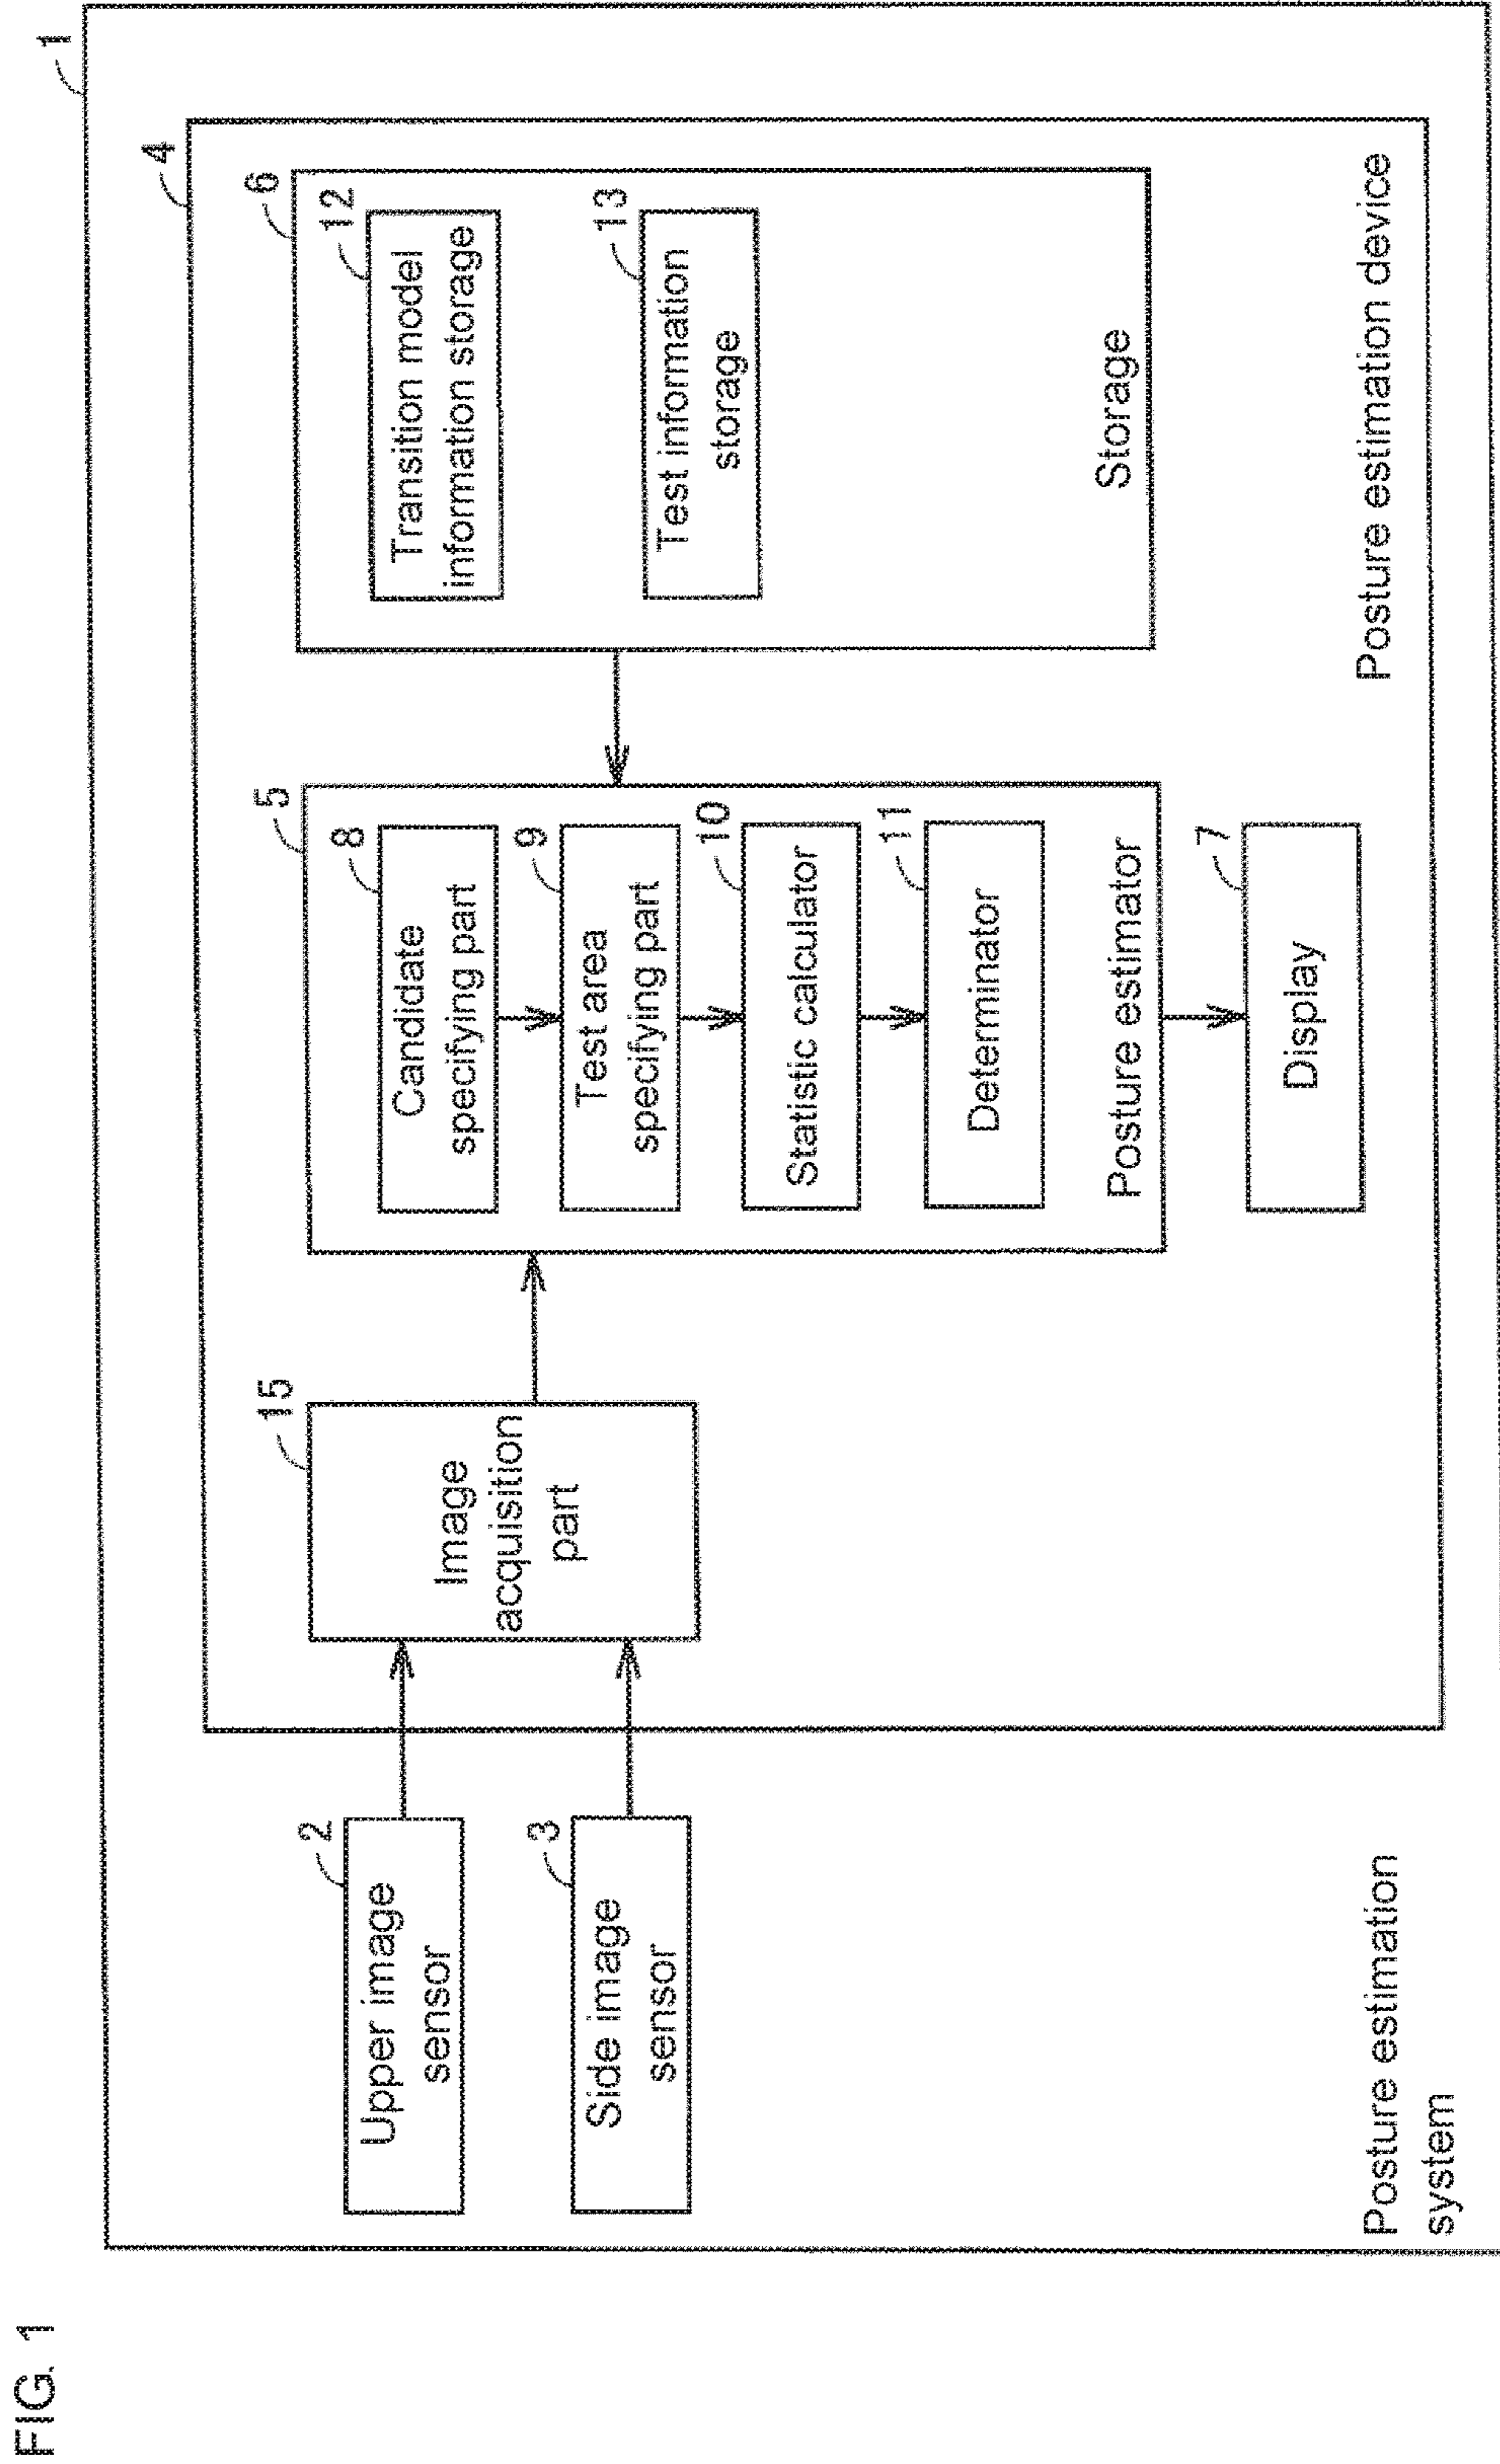 FIG. 1
1
4
2
Upper image
sensor
3
Side image
sensor
15
Image
acquisition
part
5
8
Candidate
specifying part
9
Test area
specifying part
10
Statistic calculator
11
Determinator
Posture estimator
7
Display
6
12
Transition model
information storage
13
Test information
storage
Storage
Posture estimation device
Posture estimation
system